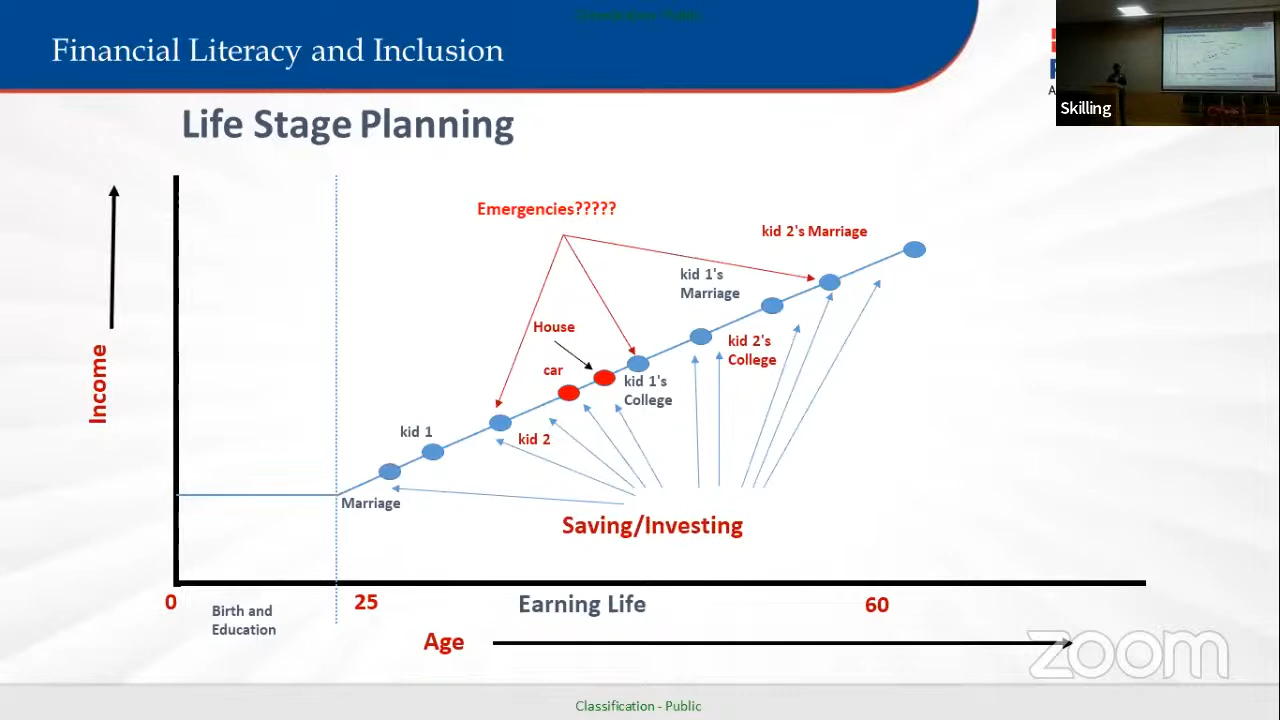 Classification - Public
Financial Literacy and Inclusion
A
Skilling
Life Stage Planning
Emergencies?????
kid 2's Marriage
kid 1's
Marriage
House
kid 2's
College
car
kid 1's
College
kid 1
kid 2
Marriage
Income
Saving/Investing
0
Birth and
Education
25
Earning Life
60
Age
zoom
Classification - Public